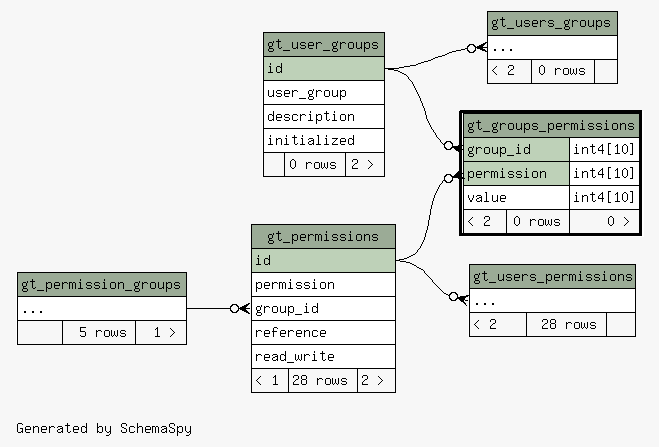 gt_users_groups
...
< 2 0 rows
gt_user_groups
id
user_group
description
initialized
0 rows 2 >
gt_groups_permissions
group_id int4[10]
permission int4[10]
value int4[10]
< 2 0 rows 0 >
gt_permissions
id
permission
group_id
reference
read_write
< 1 28 rows 2 >
gt_permission_groups
...
5 rows 1 >
gt_users_permissions
...
< 2 28 rows
Generated by SchemaSpy